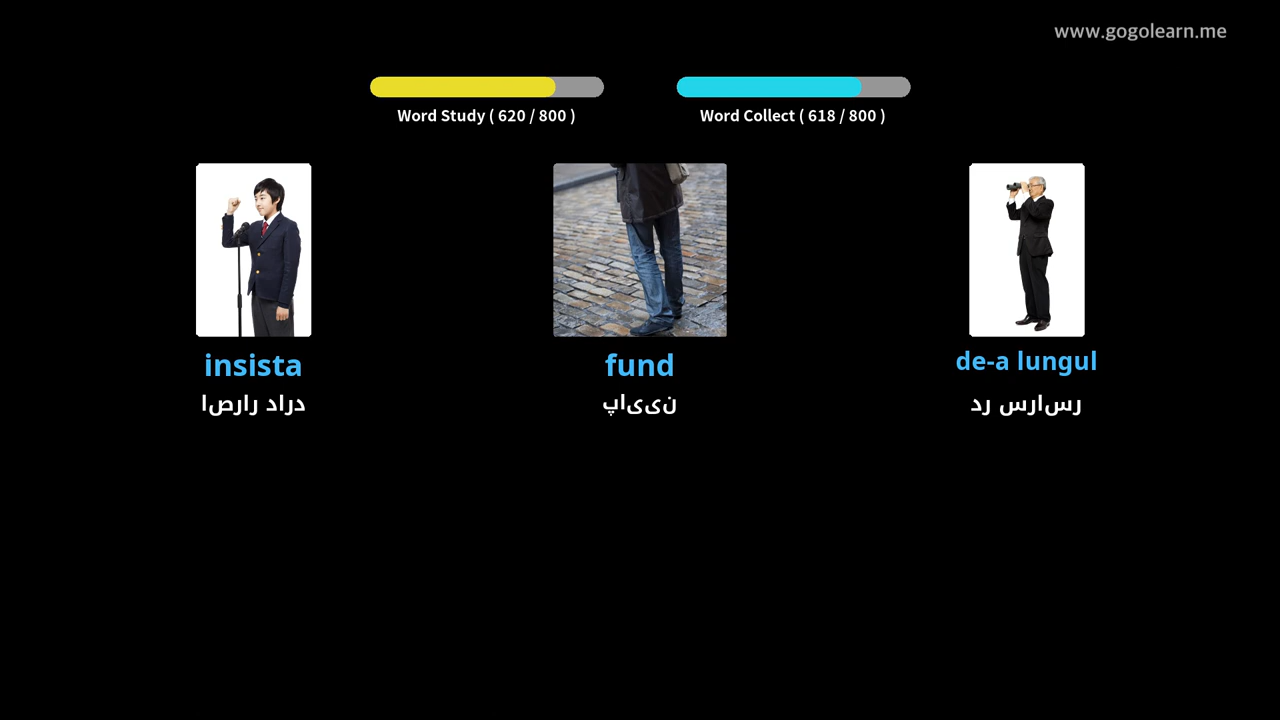 www.gogolearn.me
Word Study ( 620 / 800 )
Word Collect ( 618 / 800 )
insista
اصرار دارد
fund
پایین
de-a lungul
در سراسر